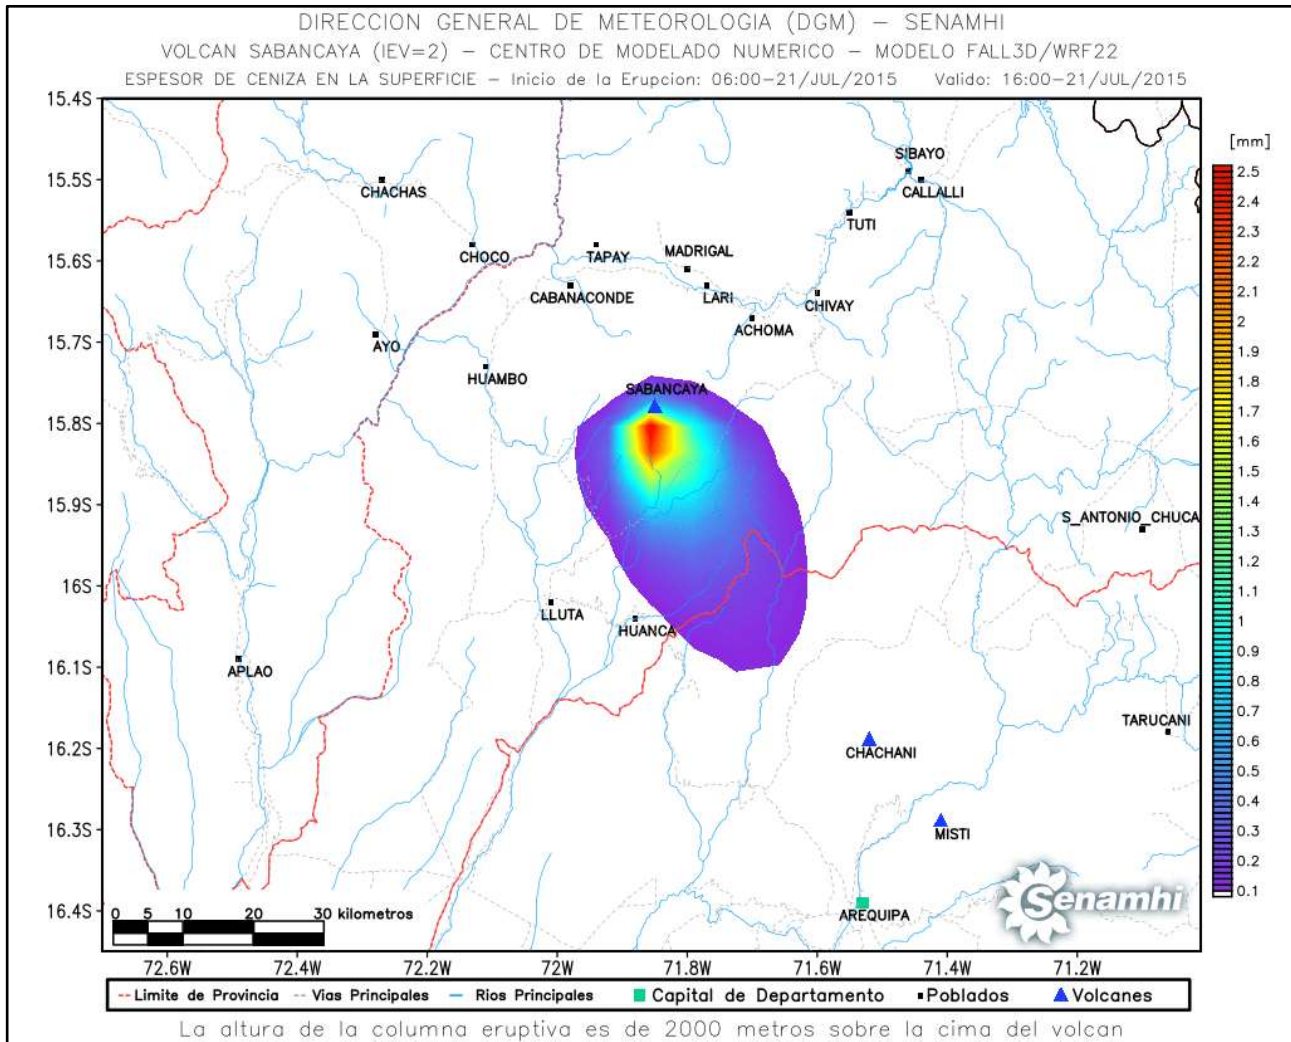 DIRECCION GENERAL DE METEOROLOGIA (DGM) – SENAMHI
VOLCAN SABANCAYA (IEV=2) – CENTRO DE MODELADO NUMERICO – MODELO FALL3D/WRF22
ESPESOR DE CENIZA EN LA SUPERFICIE – Inicio de la Erupcion: 06:00–21/JUL/2015 Valido: 16:00–21/JUL/2015
15.4S
15.5S
15.6S
15.7S
15.8S
15.9S
16S
16.1S
16.2S
16.3S
16.4S
SIBAYO
CHACHAS
CALLALLI
TUTI
CHOCO
TAPAY
MADRIGAL
CABANACONDE
LARI
CHIVAY
ACHOMA
AYO
HUAMBO
SABANCAYA
S_ANTONIO_CHUCA
LLUTA
HUANCA
APLAO
TARUCANI
CHACHANI
MISTI
AREQUIPA
Senamhi
0 5 10 20 30 kilometros
72.6W 72.4W 72.2W 72W 71.8W 71.6W 71.4W 71.2W
[mm]
2.5
2.4
2.3
2.2
2.1
2
1.9
1.8
1.7
1.6
1.5
1.4
1.3
1.2
1.1
1
0.9
0.8
0.7
0.6
0.5
0.4
0.3
0.2
0.1
Limite de Provincia Vias Principales Rios Principales Capital de Departamento Poblados Volcanes
La altura de la columna eruptiva es de 2000 metros sobre la cima del volcan